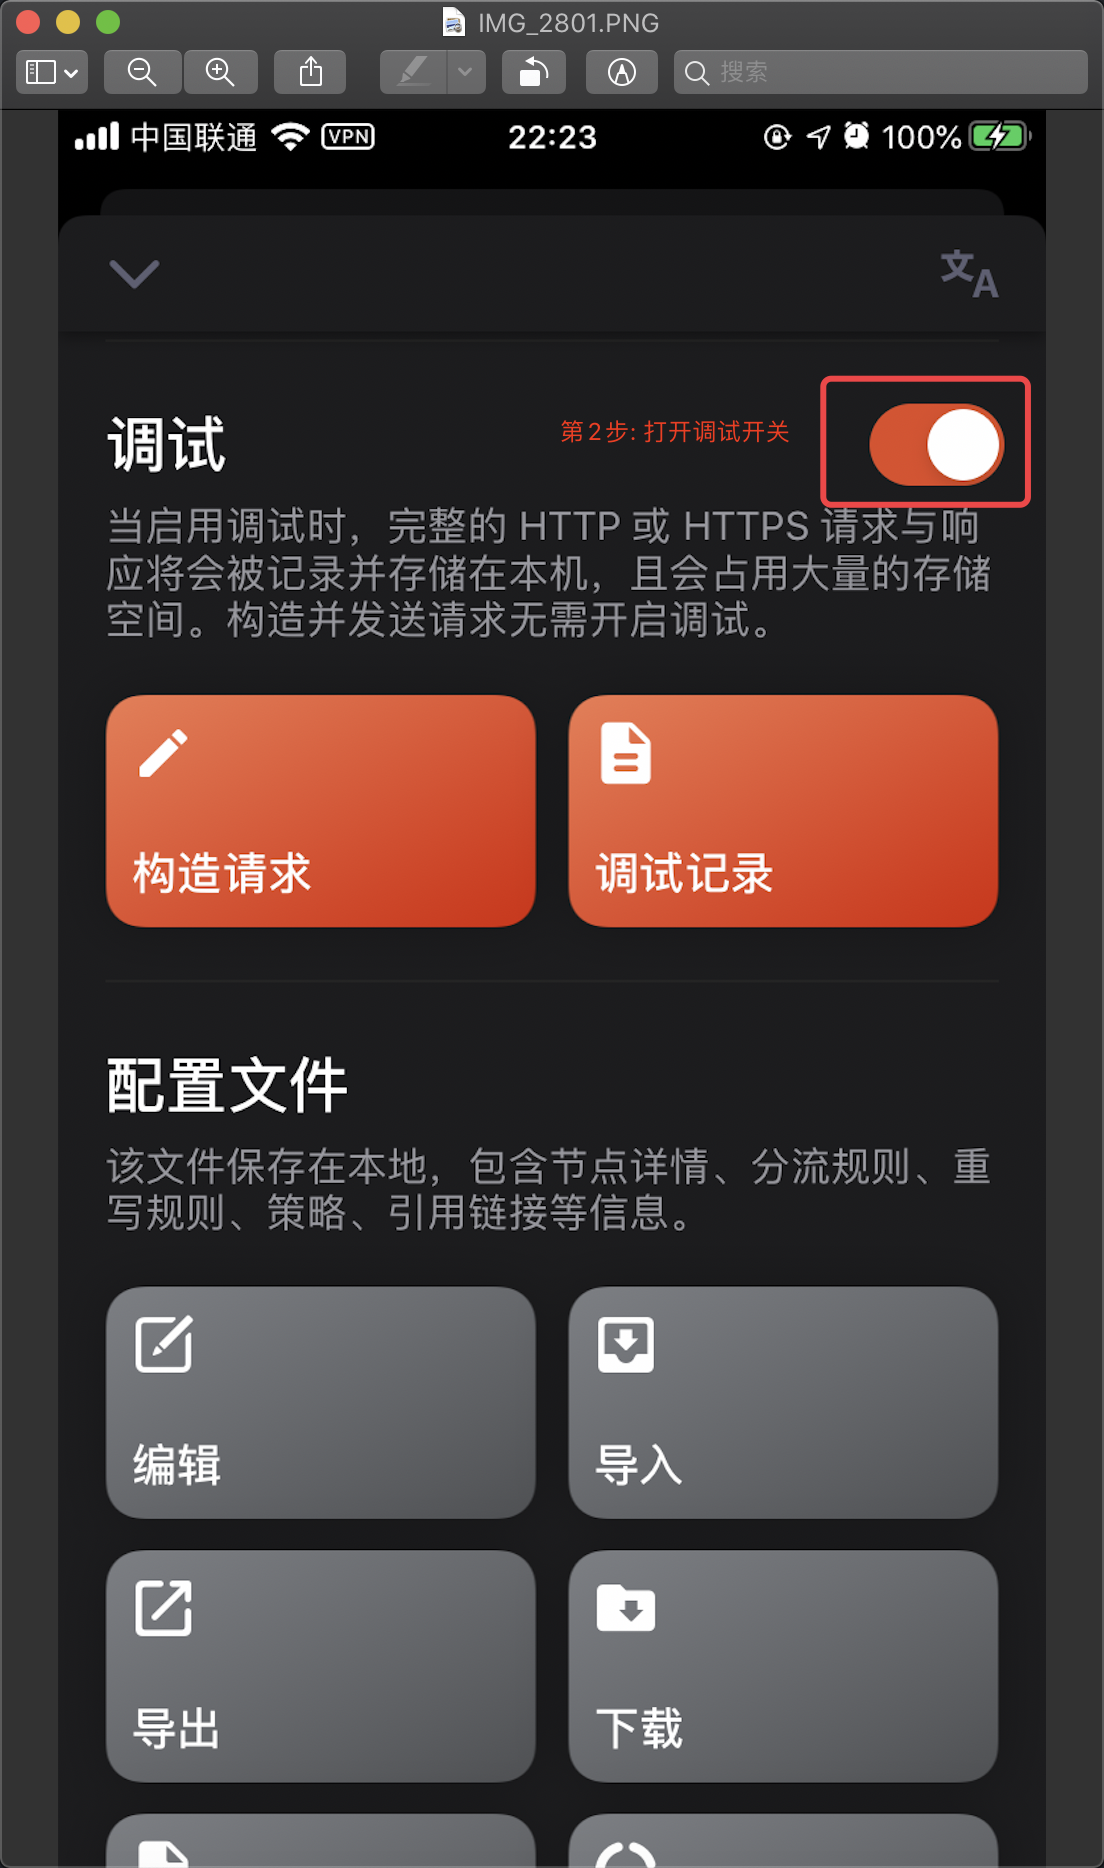 IMG_2801.PNG
搜索
中国联通 VPN 22:23 100%
文A
调试
第2步: 打开调试开关
当启用调试时，完整的 HTTP 或 HTTPS 请求与响
应将会被记录并存储在本机，且会占用大量的存储
空间。构造并发送请求无需开启调试。
构造请求
调试记录
配置文件
该文件保存在本地，包含节点详情、分流规则、重
写规则、策略、引用链接等信息。
编辑
导入
导出
下载